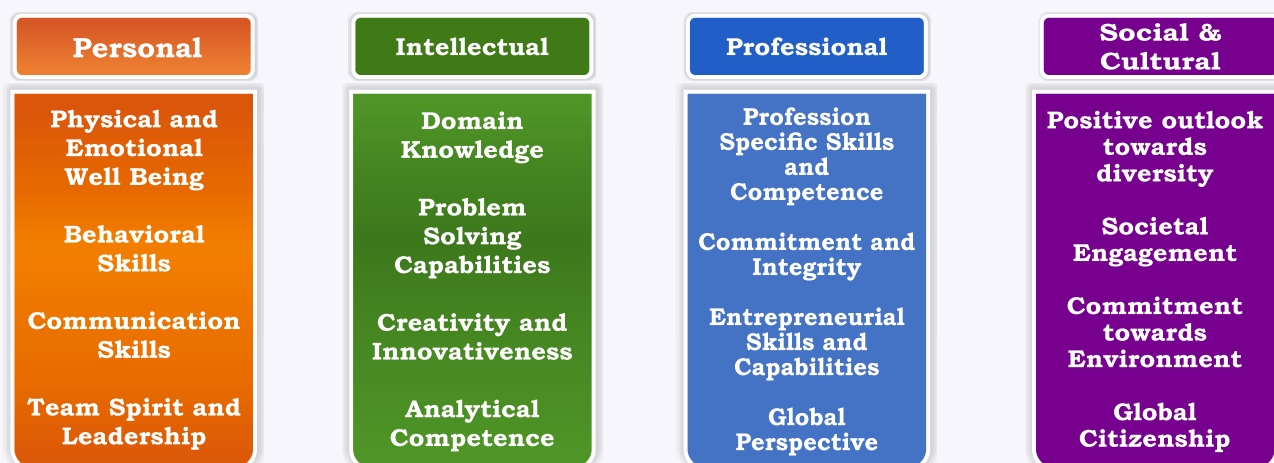 Personal
Physical and
Emotional
Well Being
Behavioral
Skills
Communication
Skills
Team Spirit and
Leadership
Intellectual
Domain
Knowledge
Problem
Solving
Capabilities
Creativity and
Innovativeness
Analytical
Competence
Professional
Profession
Specific Skills
and
Competence
Commitment and
Integrity
Entrepreneurial
Skills and
Capabilities
Global
Perspective
Social &
Cultural
Positive outlook
towards
diversity
Societal
Engagement
Commitment
towards
Environment
Global
Citizenship